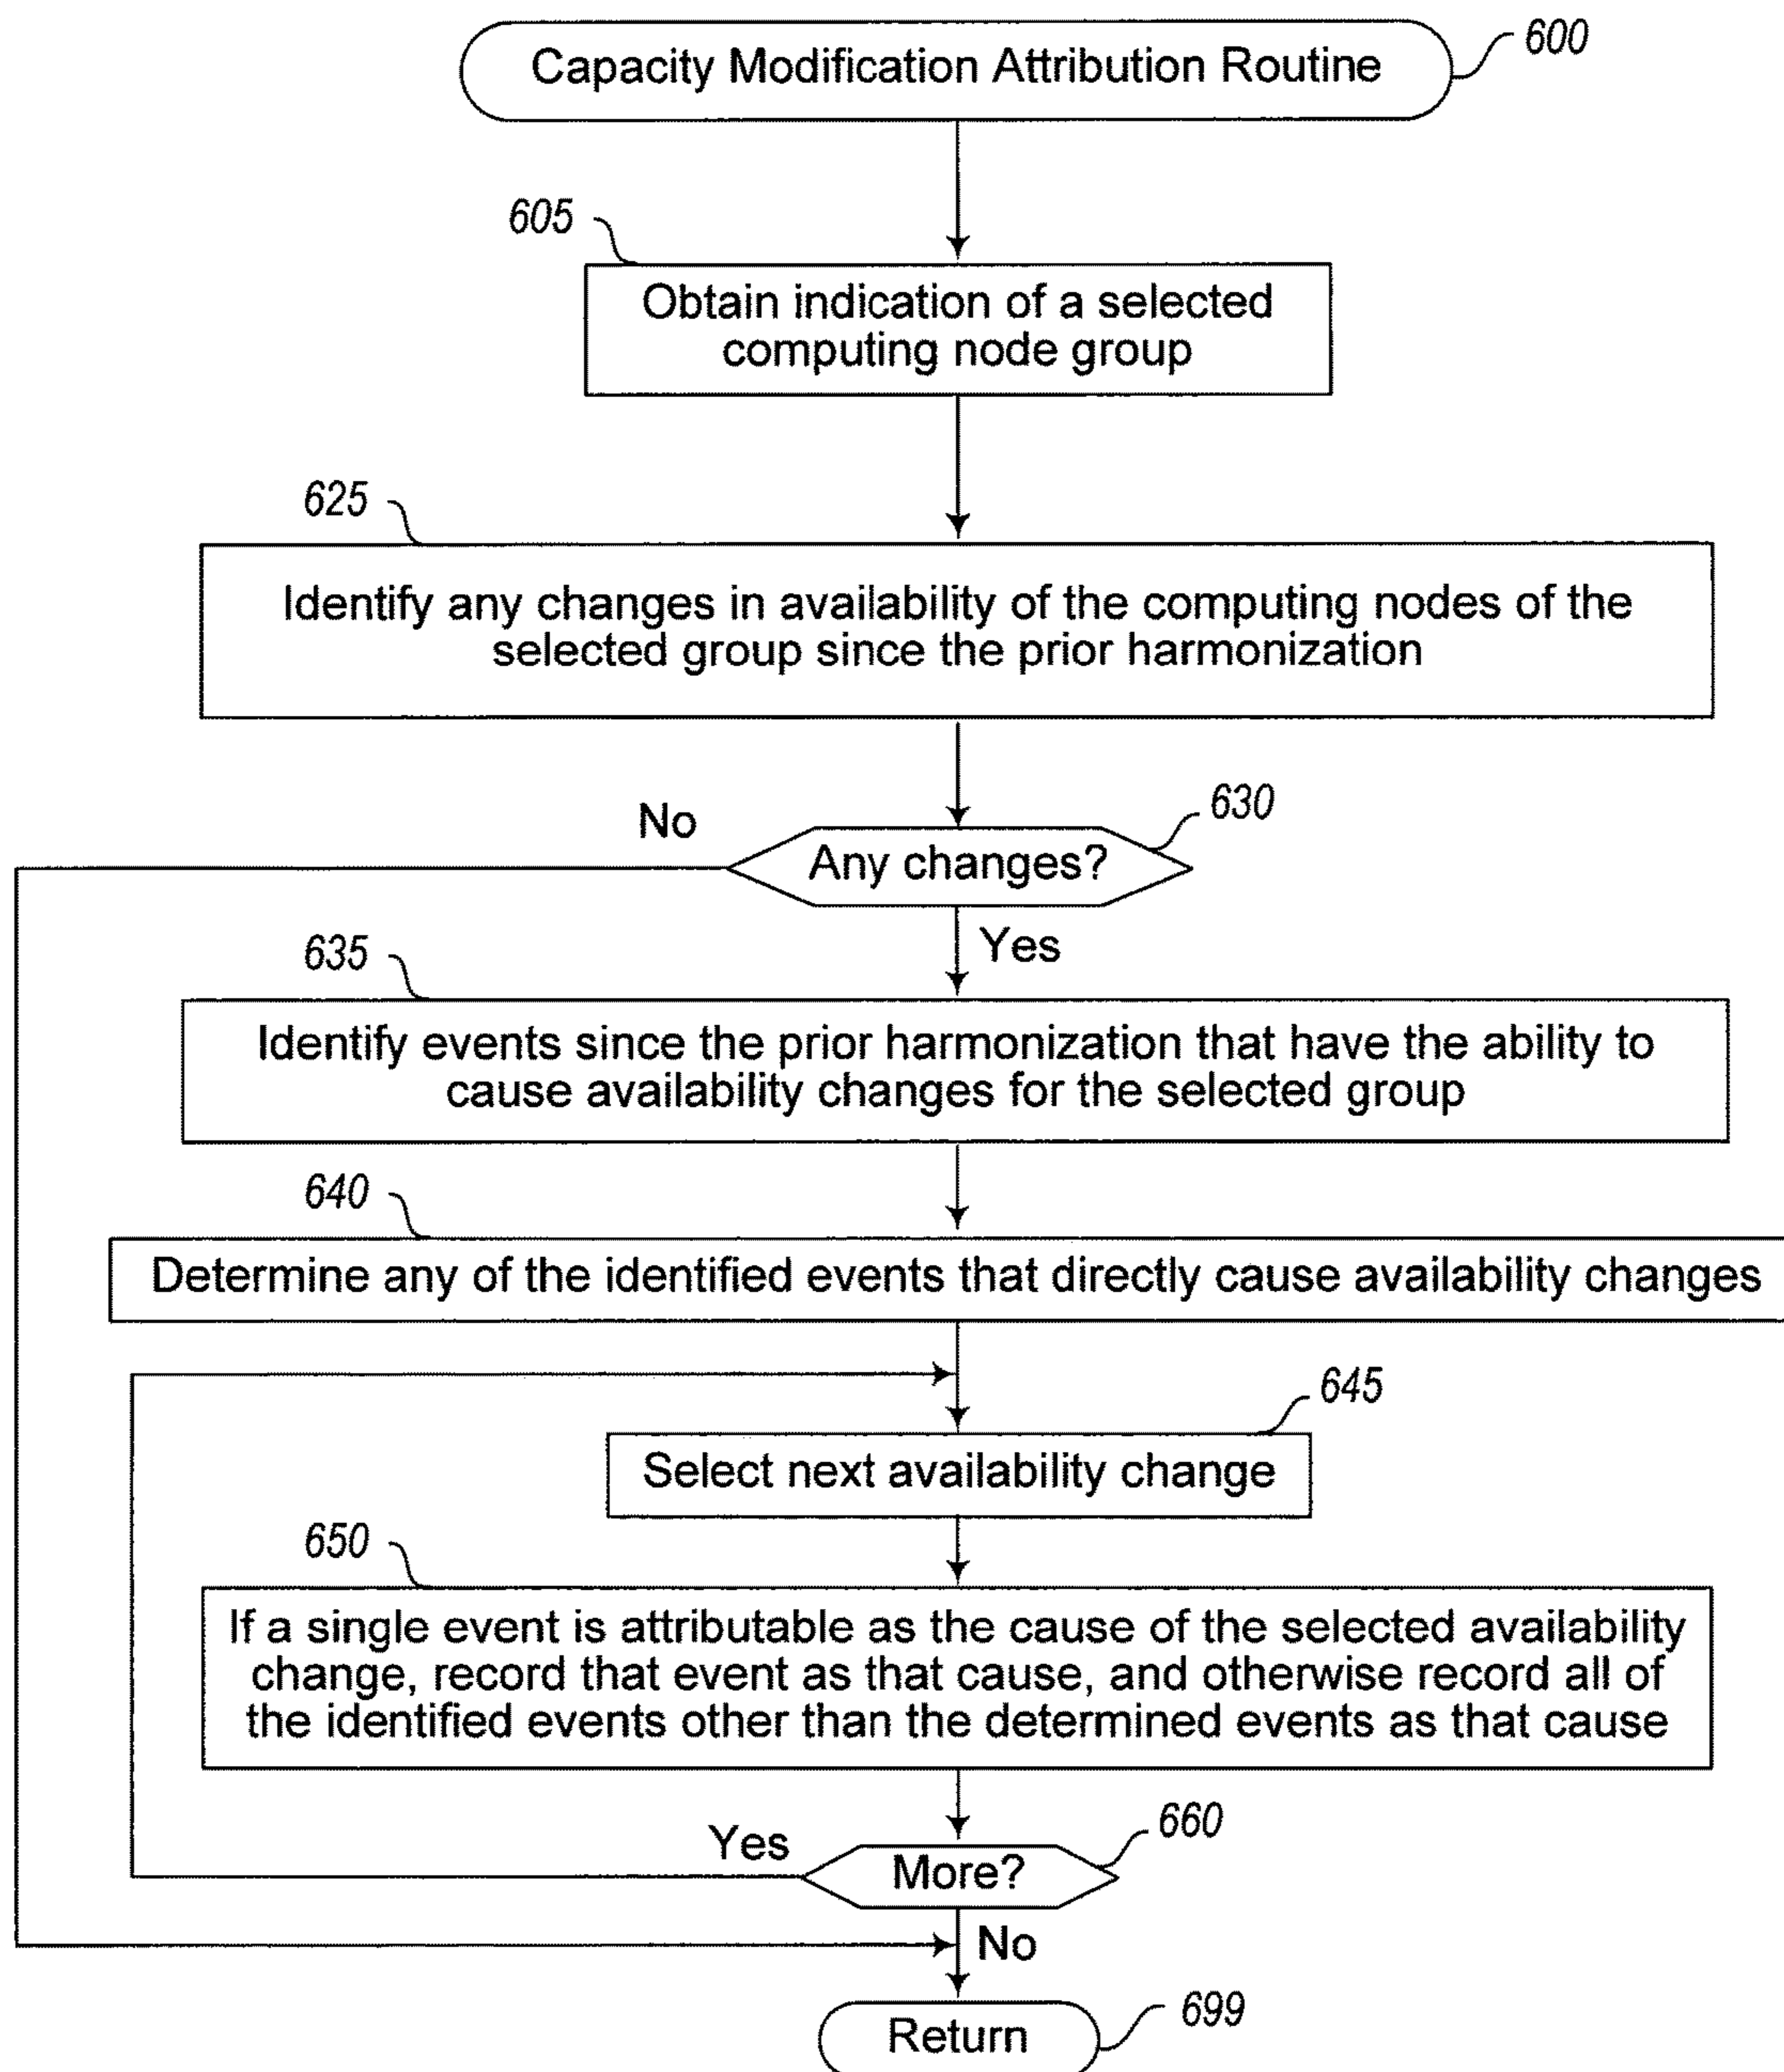 Capacity Modification Attribution Routine
600
605
Obtain indication of a selected
computing node group
625
Identify any changes in availability of the computing nodes of the
selected group since the prior harmonization
630
No
Any changes?
Yes
635
Identify events since the prior harmonization that have the ability to
cause availability changes for the selected group
640
Determine any of the identified events that directly cause availability changes
645
Select next availability change
650
If a single event is attributable as the cause of the selected availability
change, record that event as that cause, and otherwise record all of
the identified events other than the determined events as that cause
660
Yes
More?
No
699
Return